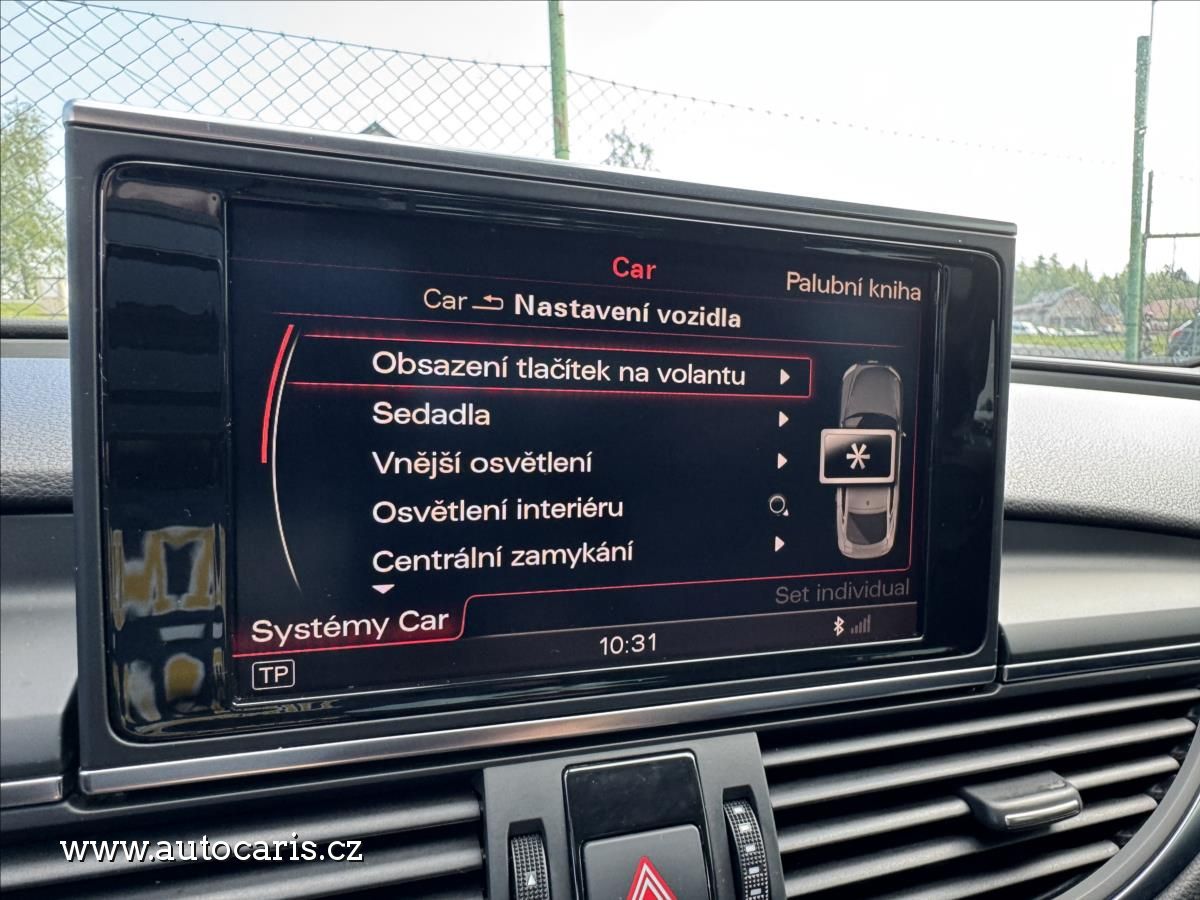 Car
Palubní kniha
Car Nastavení vozidla
Obsazení tlačítek na volantu
Sedadla
Vnější osvětlení
Osvětlení interiéru
Centrální zamykání
Set individual
Systémy Car
10:31
TP
www.autocaris.cz